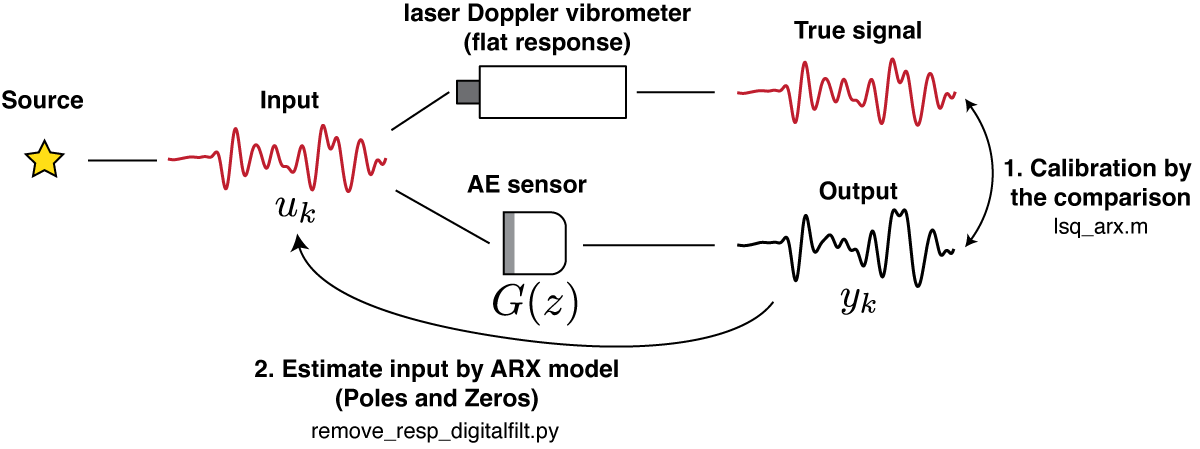 Source
Input
u_k
laser Doppler vibrometer
(flat response)
True signal
AE sensor
G(z)
Output
y_k
1. Calibration by
the comparison
lsq_arx.m
2. Estimate input by ARX model
(Poles and Zeros)
remove_resp_digitalfilt.py